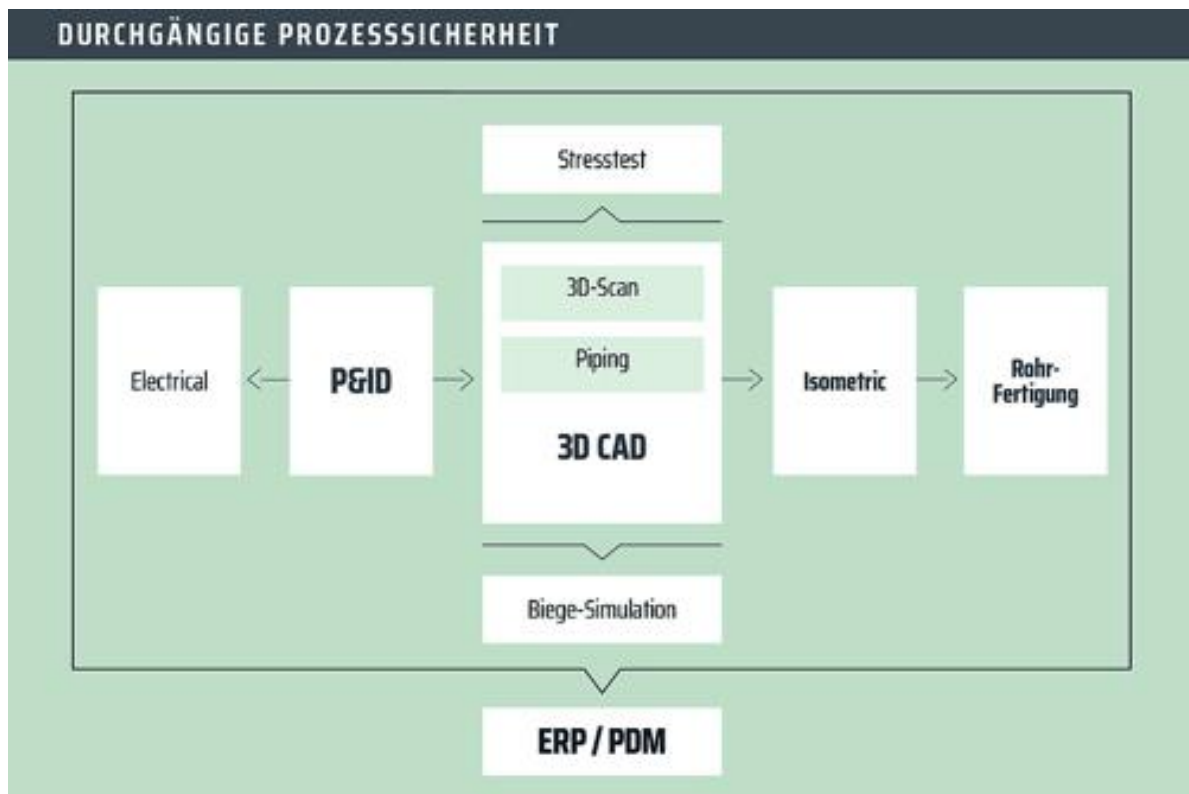 DURCHGÄNGIGE PROZESSSICHERHEIT
Stresstest
3D-Scan
Piping
3D CAD
Electrical
P&ID
Isometric
Rohr-
Fertigung
Biege-Simulation
ERP / PDM